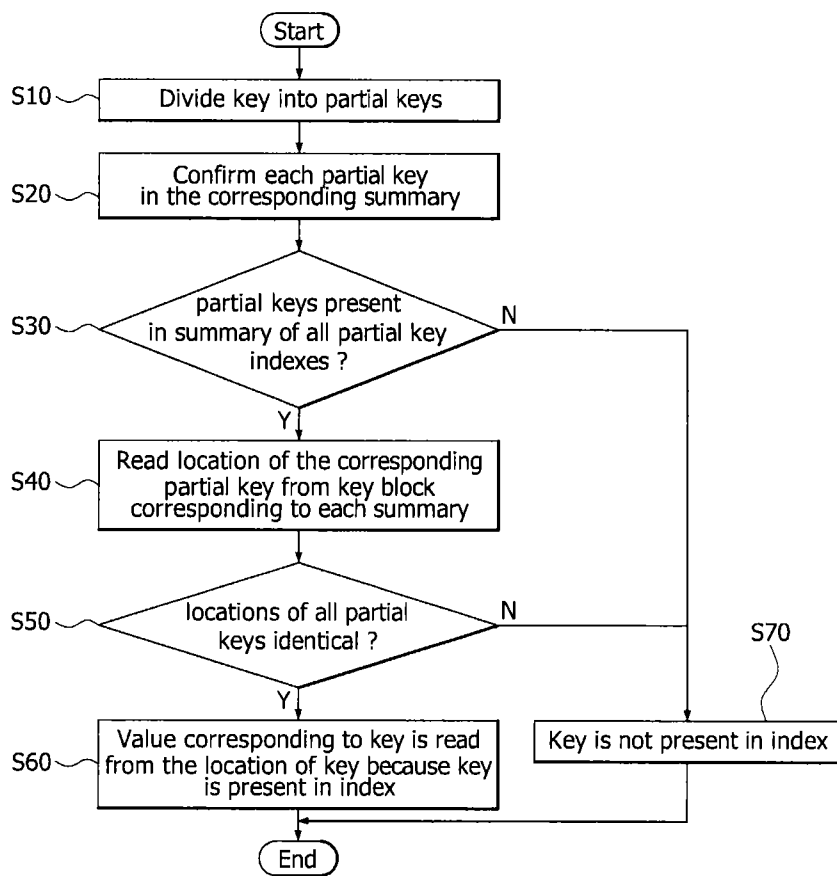 Start
S10
Divide key into partial keys
S20
Confirm each partial key
in the corresponding summary
S30
partial keys present
in summary of all partial key
indexes ?
N
Y
S40
Read location of the corresponding
partial key from key block
corresponding to each summary
S50
locations of all partial
keys identical ?
N
Y
S70
S60
Value corresponding to key is read
from the location of key because key
is present in index
Key is not present in index
End